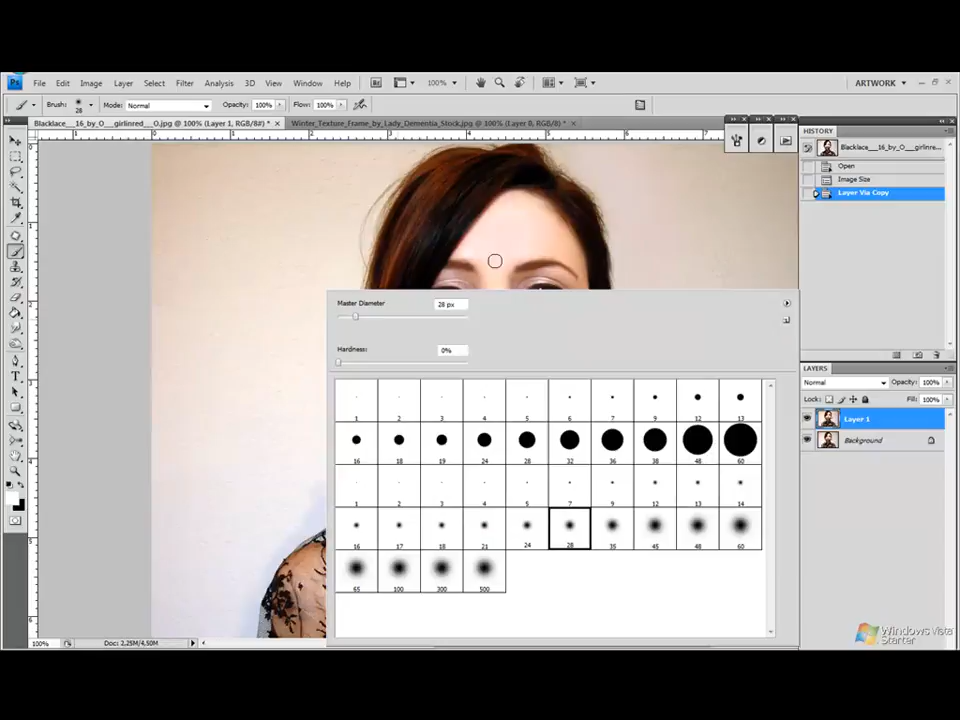 Ps File Edit Image Layer Select Filter Analysis 3D View Window Help Br 100% ARTWORK
Brush: 28 Mode: Normal Opacity: 100% Flow: 100%
Blacklace___16_by_O___girlinred___O.jpg @ 100% (Layer 1, RGB/8#) * Winter_Texture_Frame_by_Lady_Dementia_Stock.jpg @ 100% (Layer 0, RGB/8) *
HISTORY
Blacklace___16_by_O___girlinre...
Open
Image Size
Layer Via Copy
Master Diameter 28 px
Hardness: 0%
1 2 3 4 5 6 7 9 12 13
16 18 19 24 28 32 36 38 48 60
1 2 3 4 5 7 9 12 13 14
16 17 18 21 24 28 35 45 48 60
65 100 300 500
LAYERS
Normal Opacity: 100%
Lock: Fill: 100%
Layer 1
Background
100% Doc: 2,25M/4,50M
Windows Vista
Starter